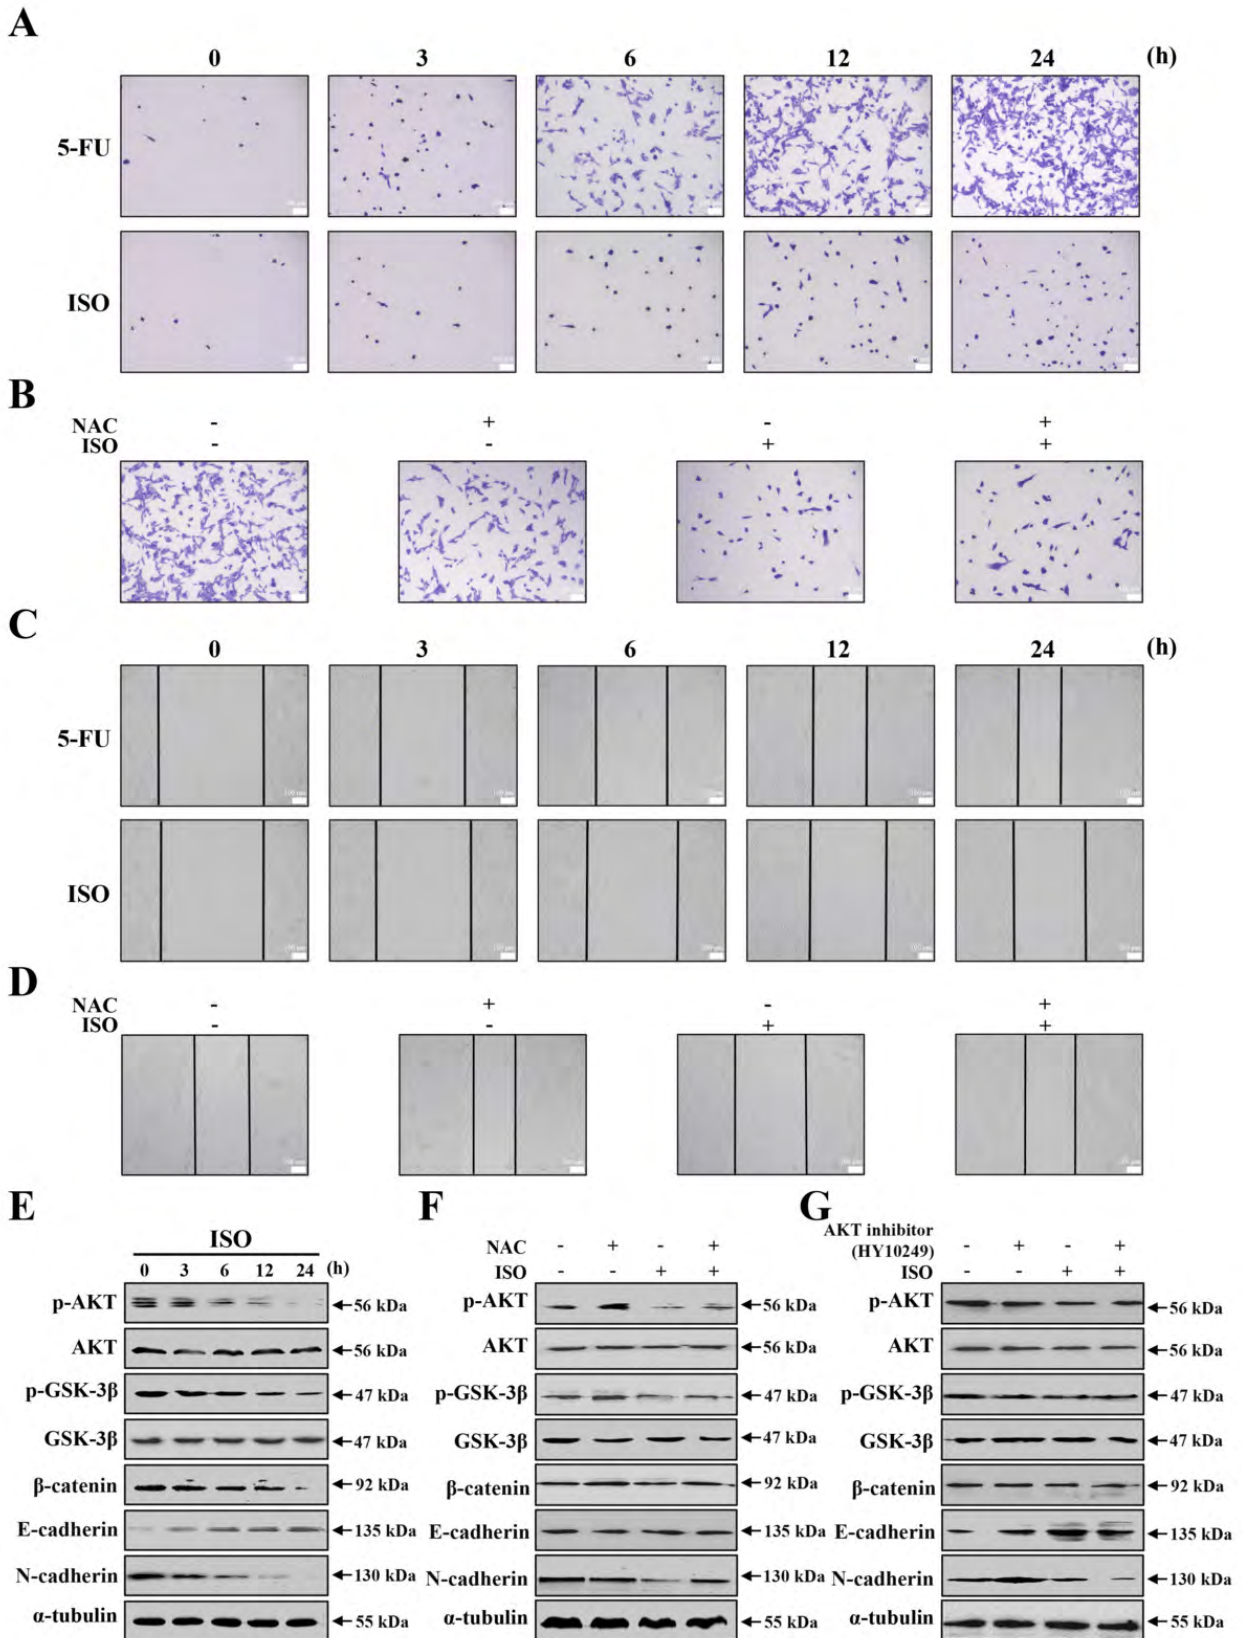 A
0 3 6 12 24 (h)
5-FU
ISO
B
NAC - + - +
ISO - - + +
C
0 3 6 12 24 (h)
5-FU
ISO
D
NAC - + - +
ISO - - + +
E
ISO
0 3 6 12 24 (h)
p-AKT 56 kDa
AKT 56 kDa
p-GSK-3β 47 kDa
GSK-3β 47 kDa
β-catenin 92 kDa
E-cadherin 135 kDa
N-cadherin 130 kDa
α-tubulin 55 kDa
F
NAC - + - +
ISO - - + +
p-AKT 56 kDa
AKT 56 kDa
p-GSK-3β 47 kDa
GSK-3β 47 kDa
β-catenin 92 kDa
E-cadherin 135 kDa
N-cadherin 130 kDa
α-tubulin 55 kDa
G
AKT inhibitor
(HY10249) - + - +
ISO - - + +
p-AKT 56 kDa
AKT 56 kDa
p-GSK-3β 47 kDa
GSK-3β 47 kDa
β-catenin 92 kDa
E-cadherin 135 kDa
N-cadherin 130 kDa
α-tubulin 55 kDa